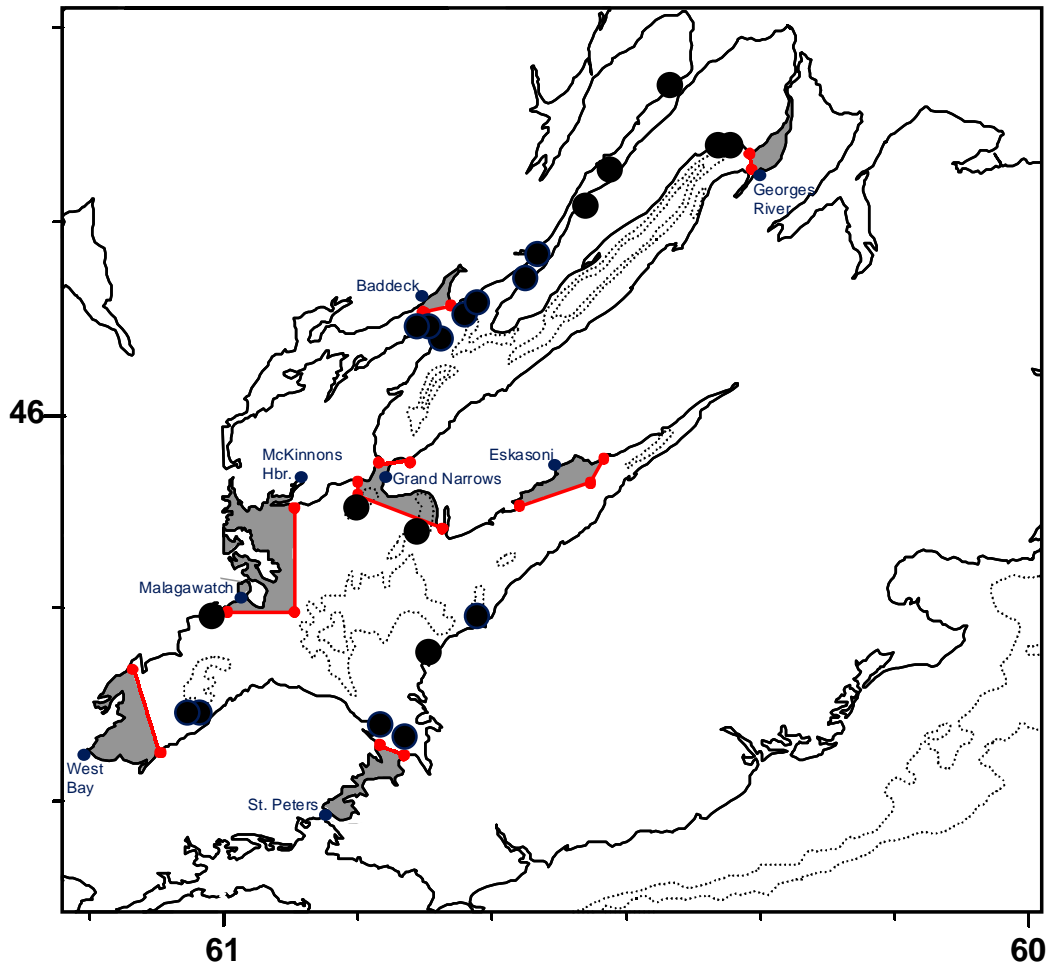 Georges
River
Baddeck
46
McKinnons
Hbr.
Eskasoni
Grand Narrows
Malagawatch
West
Bay
St. Peters
61
60